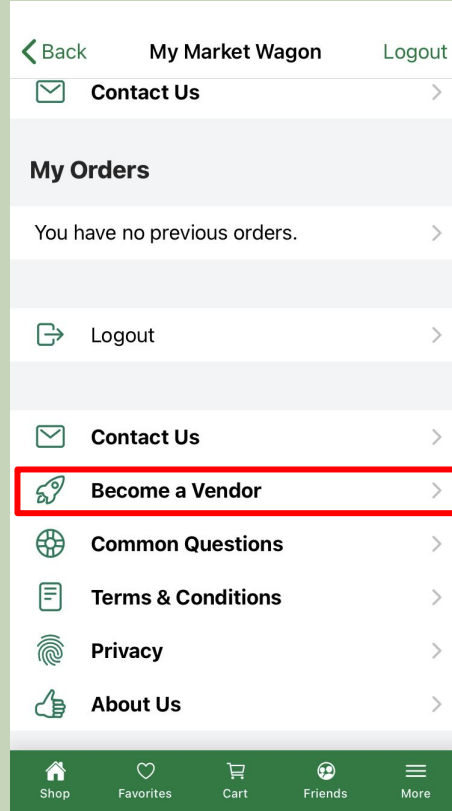 Back
My Market Wagon
Logout
Contact Us
My Orders
You have no previous orders.
Logout
Contact Us
Become a Vendor
Common Questions
Terms & Conditions
Privacy
About Us
Shop
Favorites
Cart
Friends
More